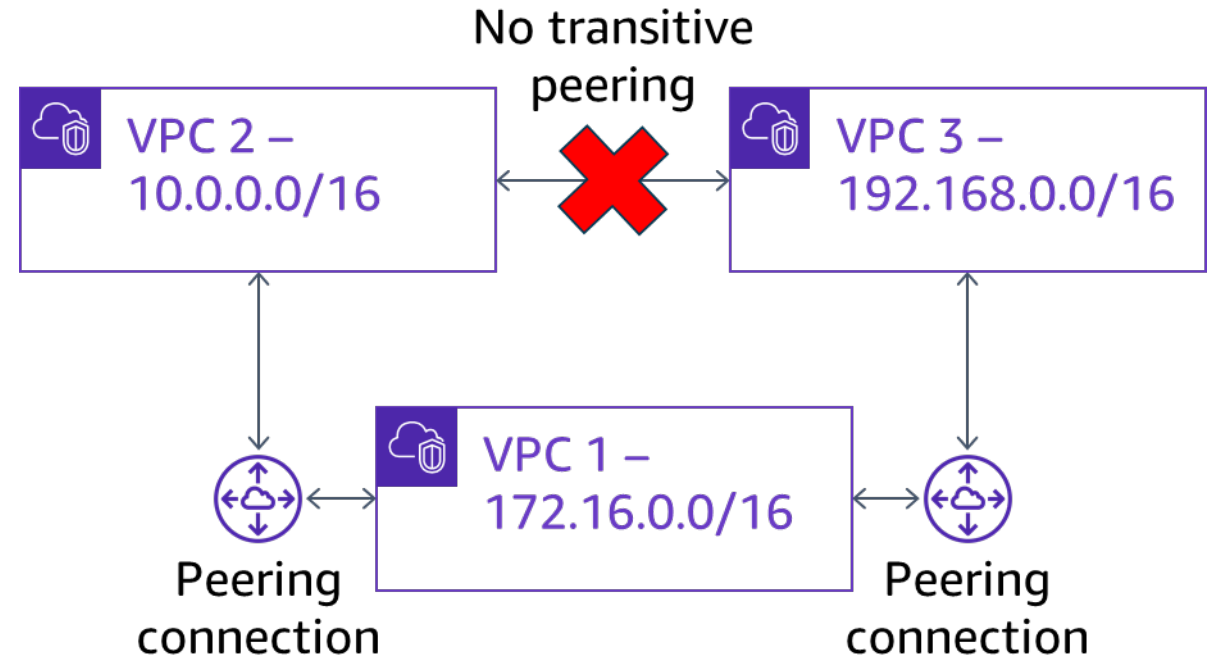 No transitive
peering
VPC 2 –
10.0.0.0/16
VPC 3 –
192.168.0.0/16
VPC 1 –
172.16.0.0/16
Peering
connection
Peering
connection